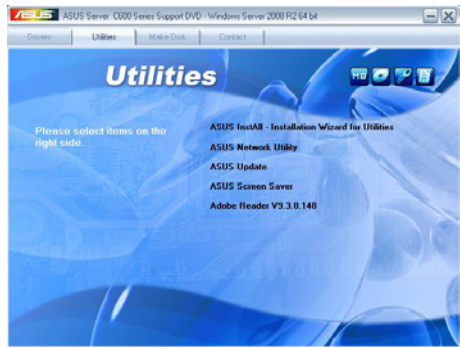 ASUS ASUS Server C600 Series Support DVD - Windows Server 2008 R2 64 bit
Drivers Utilities Make Disk Contact
Utilities
MB
Please select items on the
right side.
ASUS InstAll - Installation Wizard for Utilities
ASUS Network Utility
ASUS Update
ASUS Screen Saver
Adobe Reader V9.3.0.148